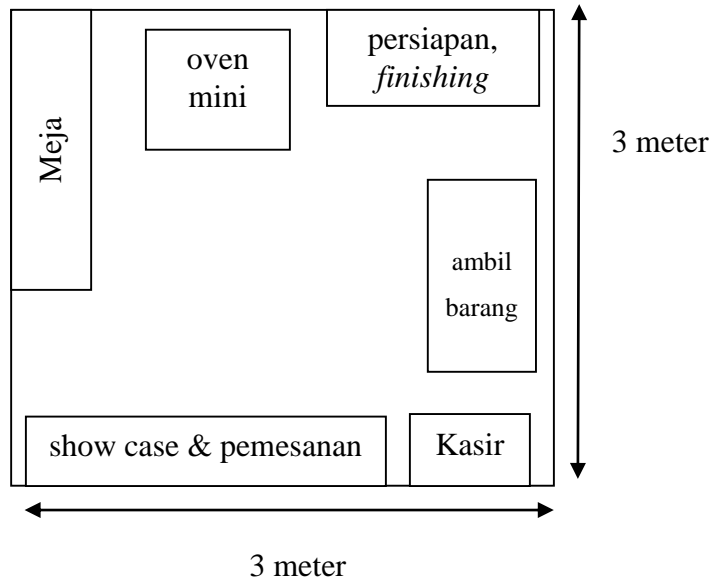 oven
mini
persiapan,
finishing
Meja
3 meter
ambil
barang
show case & pemesanan
Kasir
3 meter